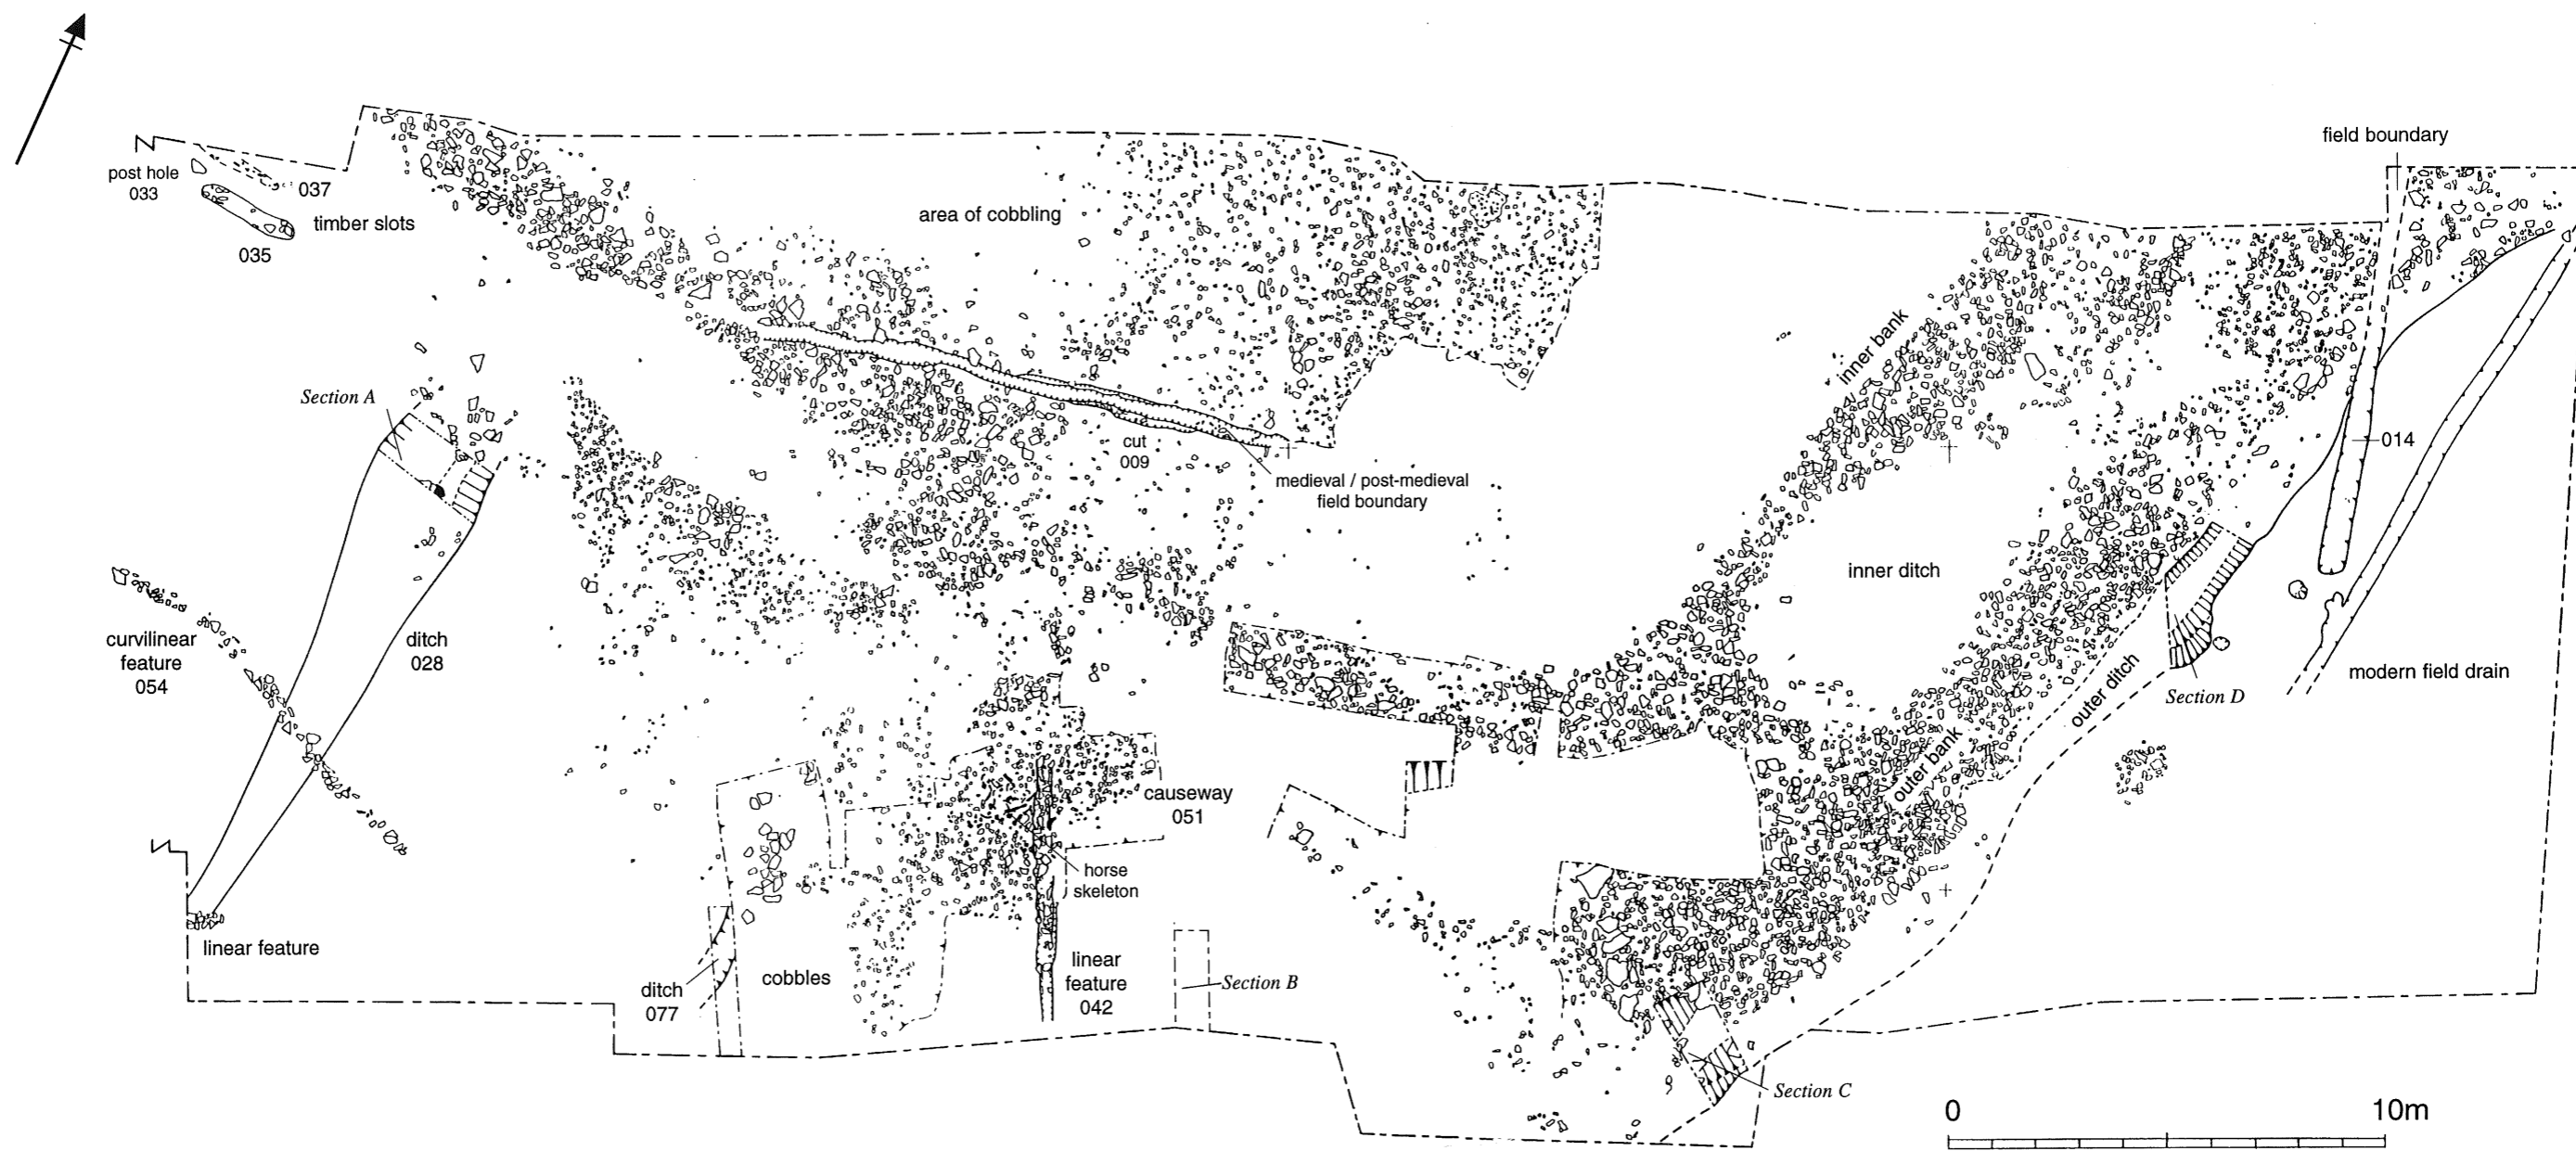 field boundary
post hole
033
037
timber slots
035
area of cobbling
inner bank
Section A
014
cut
009
medieval / post-medieval
field boundary
inner ditch
curvilinear
feature
054
ditch
028
outer ditch
Section D
modern field drain
outer bank
causeway
051
horse
skeleton
linear feature
cobbles
ditch
077
linear
feature
042
Section B
Section C
0
10m